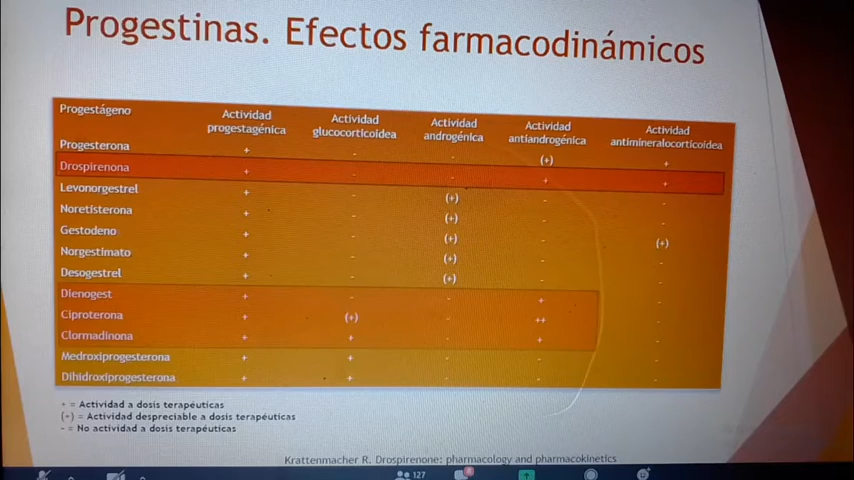 Progestinas. Efectos farmacodinámicos
Progestágeno Actividad progestagénica Actividad glucocorticoidea Actividad androgénica Actividad antiandrogénica Actividad antimineralocorticoidea
Progesterona + - - (+) +
Drospirenona + - - + +
Levonorgestrel + - (+) - -
Noretisterona + - (+) - -
Gestodeno + - (+) - (+)
Norgestimato + - (+) - -
Desogestrel + - (+) - -
Dienogest + - - + -
Ciproterona + (+) - ++ -
Clormadinona + + - + -
Medroxiprogesterona + + - - -
Dihidroxiprogesterona + + - - -
+ = Actividad a dosis terapéuticas
(+) = Actividad despreciable a dosis terapéuticas
- = No actividad a dosis terapéuticas
Krattenmacher R. Drospirenone: pharmacology and pharmacokinetics
127